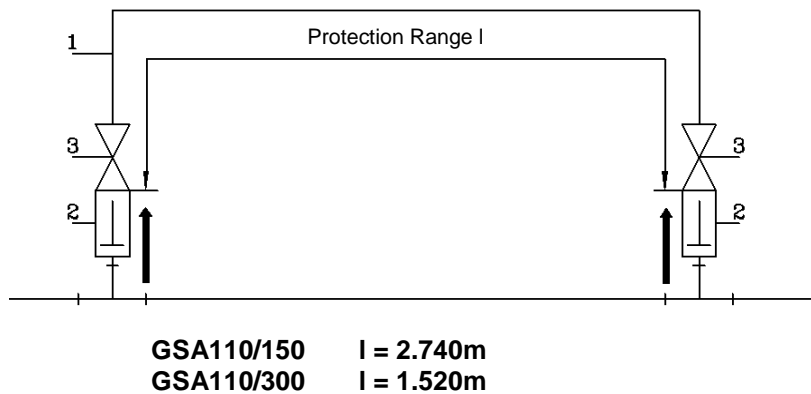 Protection Range l
1
3
3
2
2
GSA110/150 l = 2.740m
GSA110/300 l = 1.520m